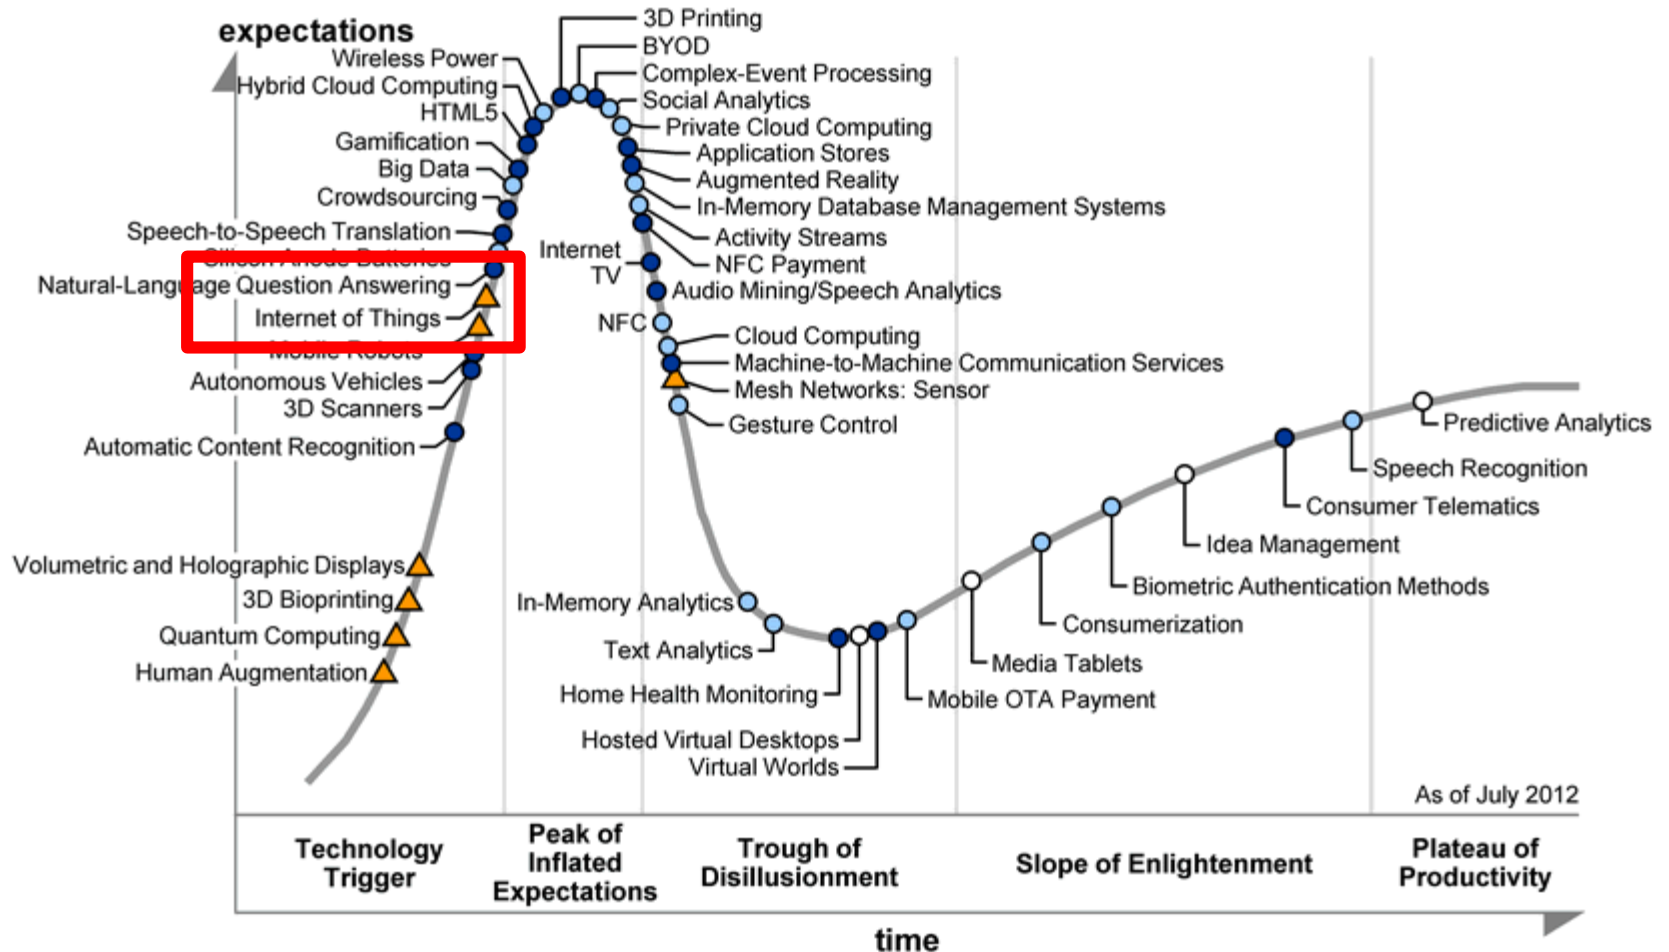 expectations
3D Printing
BYOD
Wireless Power
Complex-Event Processing
Hybrid Cloud Computing
Social Analytics
HTML5
Private Cloud Computing
Gamification
Application Stores
Big Data
Augmented Reality
Crowdsourcing
In-Memory Database Management Systems
Speech-to-Speech Translation
Activity Streams
Silicon Anode Batteries
Internet
TV
NFC Payment
Natural-Language Question Answering
Audio Mining/Speech Analytics
Internet of Things
NFC
Cloud Computing
Mobile Robots
Machine-to-Machine Communication Services
Autonomous Vehicles
Mesh Networks: Sensor
3D Scanners
Gesture Control
Automatic Content Recognition
Predictive Analytics
Speech Recognition
Consumer Telematics
Idea Management
Volumetric and Holographic Displays
Biometric Authentication Methods
3D Bioprinting
In-Memory Analytics
Consumerization
Quantum Computing
Text Analytics
Media Tablets
Human Augmentation
Home Health Monitoring
Mobile OTA Payment
Hosted Virtual Desktops
Virtual Worlds
As of July 2012
Technology
Trigger
Peak of
Inflated
Expectations
Trough of
Disillusionment
Slope of Enlightenment
Plateau of
Productivity
time